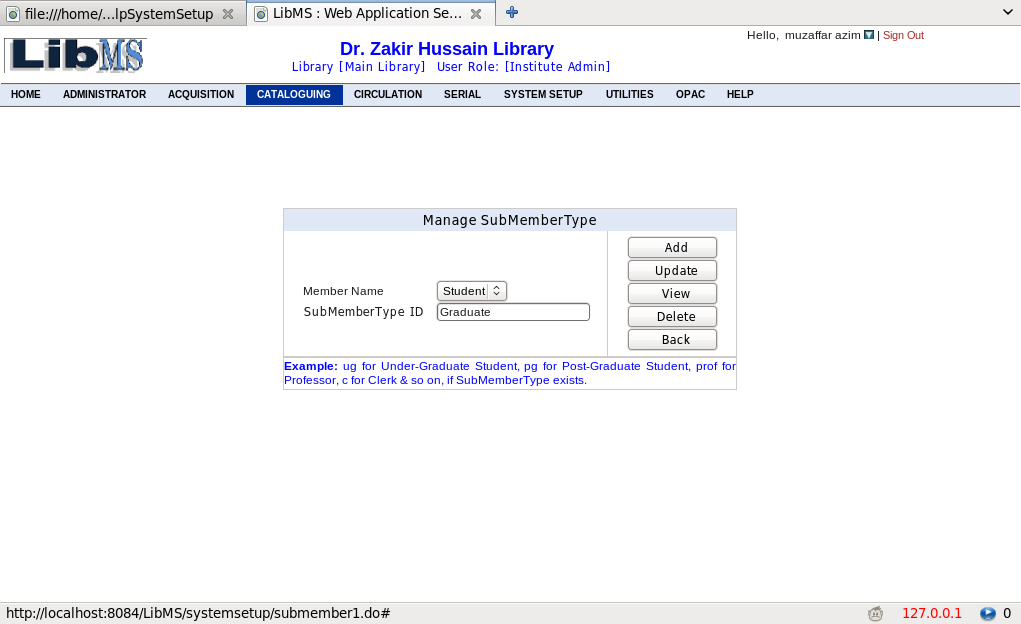 file:///home/...lpSystemSetup
LibMS : Web Application Se...
LibMS
Hello, muzaffar azim | Sign Out
Dr. Zakir Hussain Library
Library [Main Library] User Role: [Institute Admin]
HOME ADMINISTRATOR ACQUISITION CATALOGUING CIRCULATION SERIAL SYSTEM SETUP UTILITIES OPAC HELP
Manage SubMemberType
Member Name Student
SubMemberType ID Graduate
Add
Update
View
Delete
Back
Example: ug for Under-Graduate Student, pg for Post-Graduate Student, prof for
Professor, c for Clerk & so on, if SubMemberType exists.
http://localhost:8084/LibMS/systemsetup/submember1.do#
127.0.0.1 0